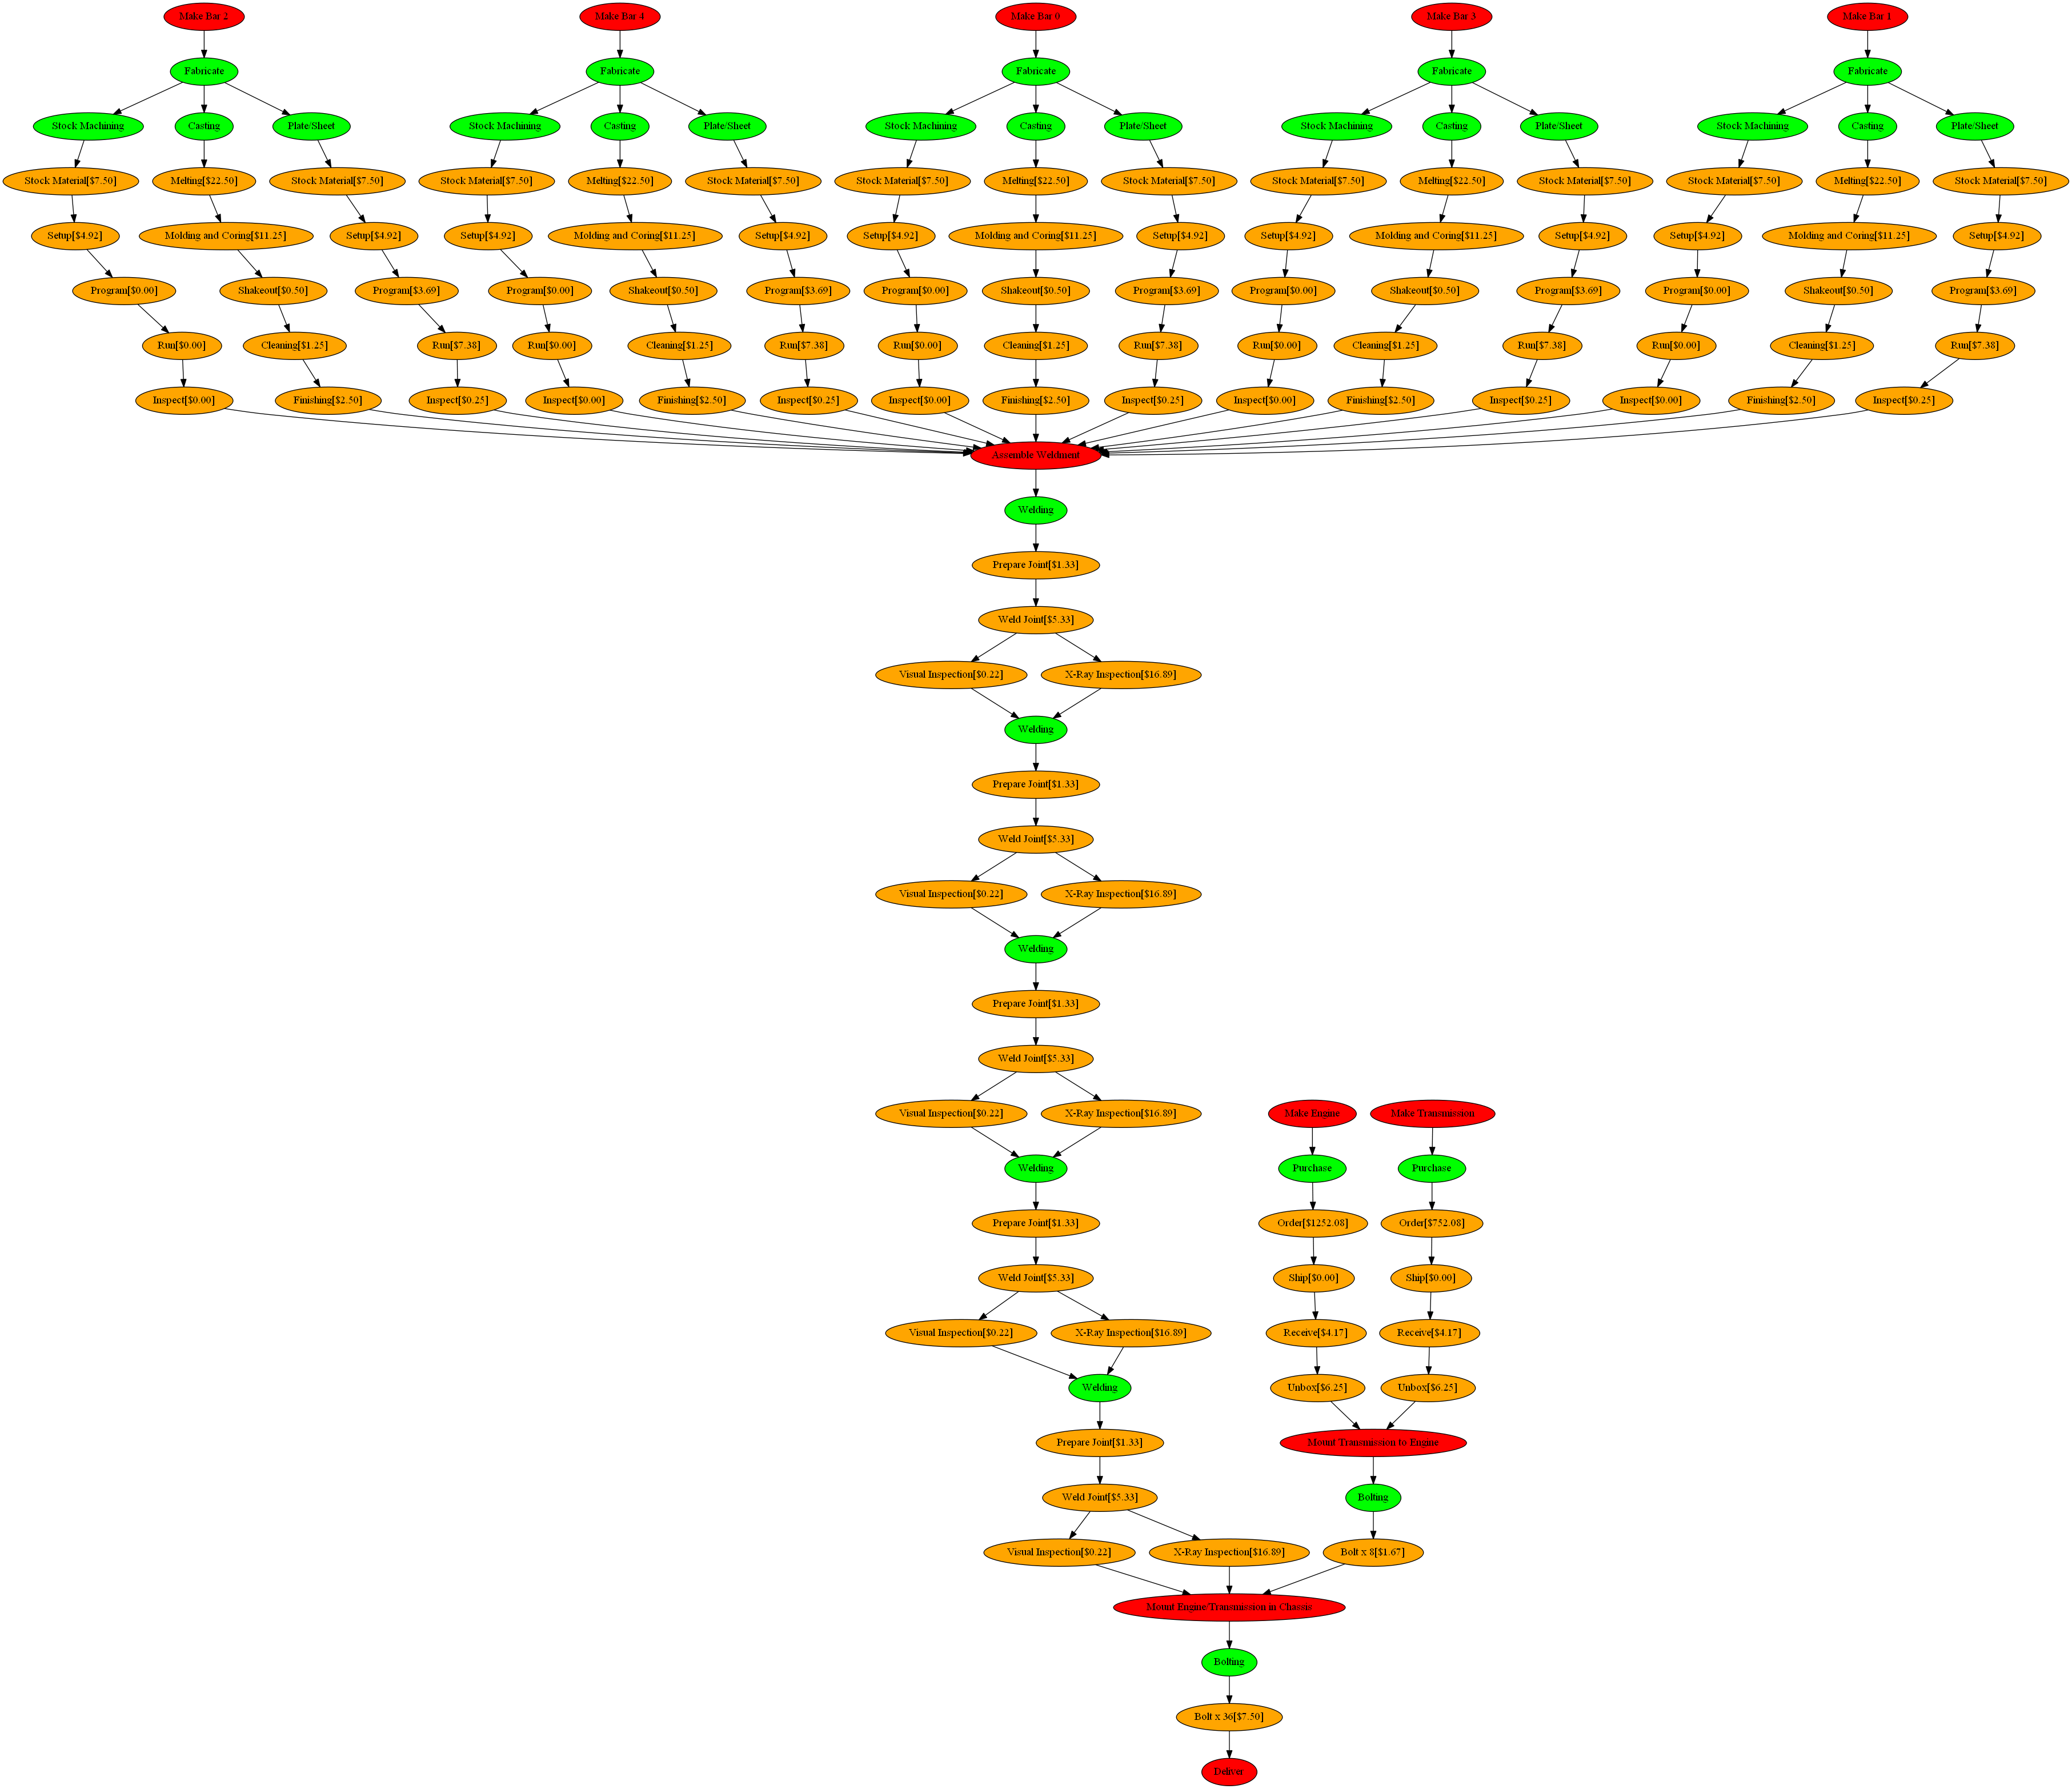 Make Bar 2
Make Bar 4
Make Bar 0
Make Bar 3
Make Bar 1
Fabricate
Fabricate
Fabricate
Fabricate
Fabricate
Stock Machining
Casting
Plate/Sheet
Stock Machining
Casting
Plate/Sheet
Stock Machining
Casting
Plate/Sheet
Stock Machining
Casting
Plate/Sheet
Stock Machining
Casting
Plate/Sheet
Stock Material[$7.50]
Melting[$22.50]
Stock Material[$7.50]
Stock Material[$7.50]
Melting[$22.50]
Stock Material[$7.50]
Stock Material[$7.50]
Melting[$22.50]
Stock Material[$7.50]
Stock Material[$7.50]
Melting[$22.50]
Stock Material[$7.50]
Stock Material[$7.50]
Melting[$22.50]
Stock Material[$7.50]
Setup[$4.92]
Molding and Coring[$11.25]
Setup[$4.92]
Setup[$4.92]
Molding and Coring[$11.25]
Setup[$4.92]
Setup[$4.92]
Molding and Coring[$11.25]
Setup[$4.92]
Setup[$4.92]
Molding and Coring[$11.25]
Setup[$4.92]
Setup[$4.92]
Molding and Coring[$11.25]
Setup[$4.92]
Program[$0.00]
Shakeout[$0.50]
Program[$3.69]
Program[$0.00]
Shakeout[$0.50]
Program[$3.69]
Program[$0.00]
Shakeout[$0.50]
Program[$3.69]
Program[$0.00]
Shakeout[$0.50]
Program[$3.69]
Program[$0.00]
Shakeout[$0.50]
Program[$3.69]
Run[$0.00]
Cleaning[$1.25]
Run[$7.38]
Run[$0.00]
Cleaning[$1.25]
Run[$7.38]
Run[$0.00]
Cleaning[$1.25]
Run[$7.38]
Run[$0.00]
Cleaning[$1.25]
Run[$7.38]
Run[$0.00]
Cleaning[$1.25]
Run[$7.38]
Inspect[$0.00]
Finishing[$2.50]
Inspect[$0.25]
Inspect[$0.00]
Finishing[$2.50]
Inspect[$0.25]
Inspect[$0.00]
Finishing[$2.50]
Inspect[$0.25]
Inspect[$0.00]
Finishing[$2.50]
Inspect[$0.25]
Inspect[$0.00]
Finishing[$2.50]
Inspect[$0.25]
Assemble Weldment
Welding
Prepare Joint[$1.33]
Weld Joint[$5.33]
Visual Inspection[$0.22]
X-Ray Inspection[$16.89]
Welding
Prepare Joint[$1.33]
Weld Joint[$5.33]
Visual Inspection[$0.22]
X-Ray Inspection[$16.89]
Welding
Prepare Joint[$1.33]
Weld Joint[$5.33]
Visual Inspection[$0.22]
X-Ray Inspection[$16.89]
Make Engine
Make Transmission
Welding
Purchase
Purchase
Prepare Joint[$1.33]
Order[$1252.08]
Order[$752.08]
Weld Joint[$5.33]
Ship[$0.00]
Ship[$0.00]
Visual Inspection[$0.22]
X-Ray Inspection[$16.89]
Receive[$4.17]
Receive[$4.17]
Welding
Unbox[$6.25]
Unbox[$6.25]
Prepare Joint[$1.33]
Mount Transmission to Engine
Weld Joint[$5.33]
Bolting
Visual Inspection[$0.22]
X-Ray Inspection[$16.89]
Bolt x 8[$1.67]
Mount Engine/Transmission in Chassis
Bolting
Bolt x 36[$7.50]
Deliver